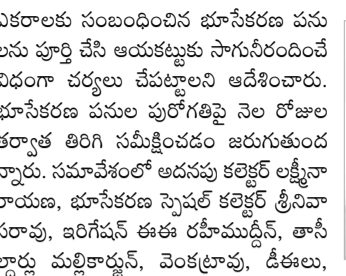 ఎకరాలకు సంబంధించిన భూసేకరణ పను
లను పూర్తి చేసి ఆయకట్టుకు సాగునీరందించే
విధంగా చర్యలు చేపట్టాలని ఆదేశించారు.
భూసేకరణ పనుల పురోగతిపై నెల రోజుల
తర్వాత తిరిగి సమీక్షించడం జరుగుతుంద
న్నారు. సమావేశంలో అదనపు కలెక్టర్ లక్ష్మీనా
రాయణ, భూసేకరణ స్పెషల్ కలెక్టర్ శ్రీనివా
సరావు, ఇరిగేషన్ ఈఈ రహీముద్దీన్, తాసీ
ల్దార్లు మల్లికార్జున్, వెంకట్రావు, డీఈలు,